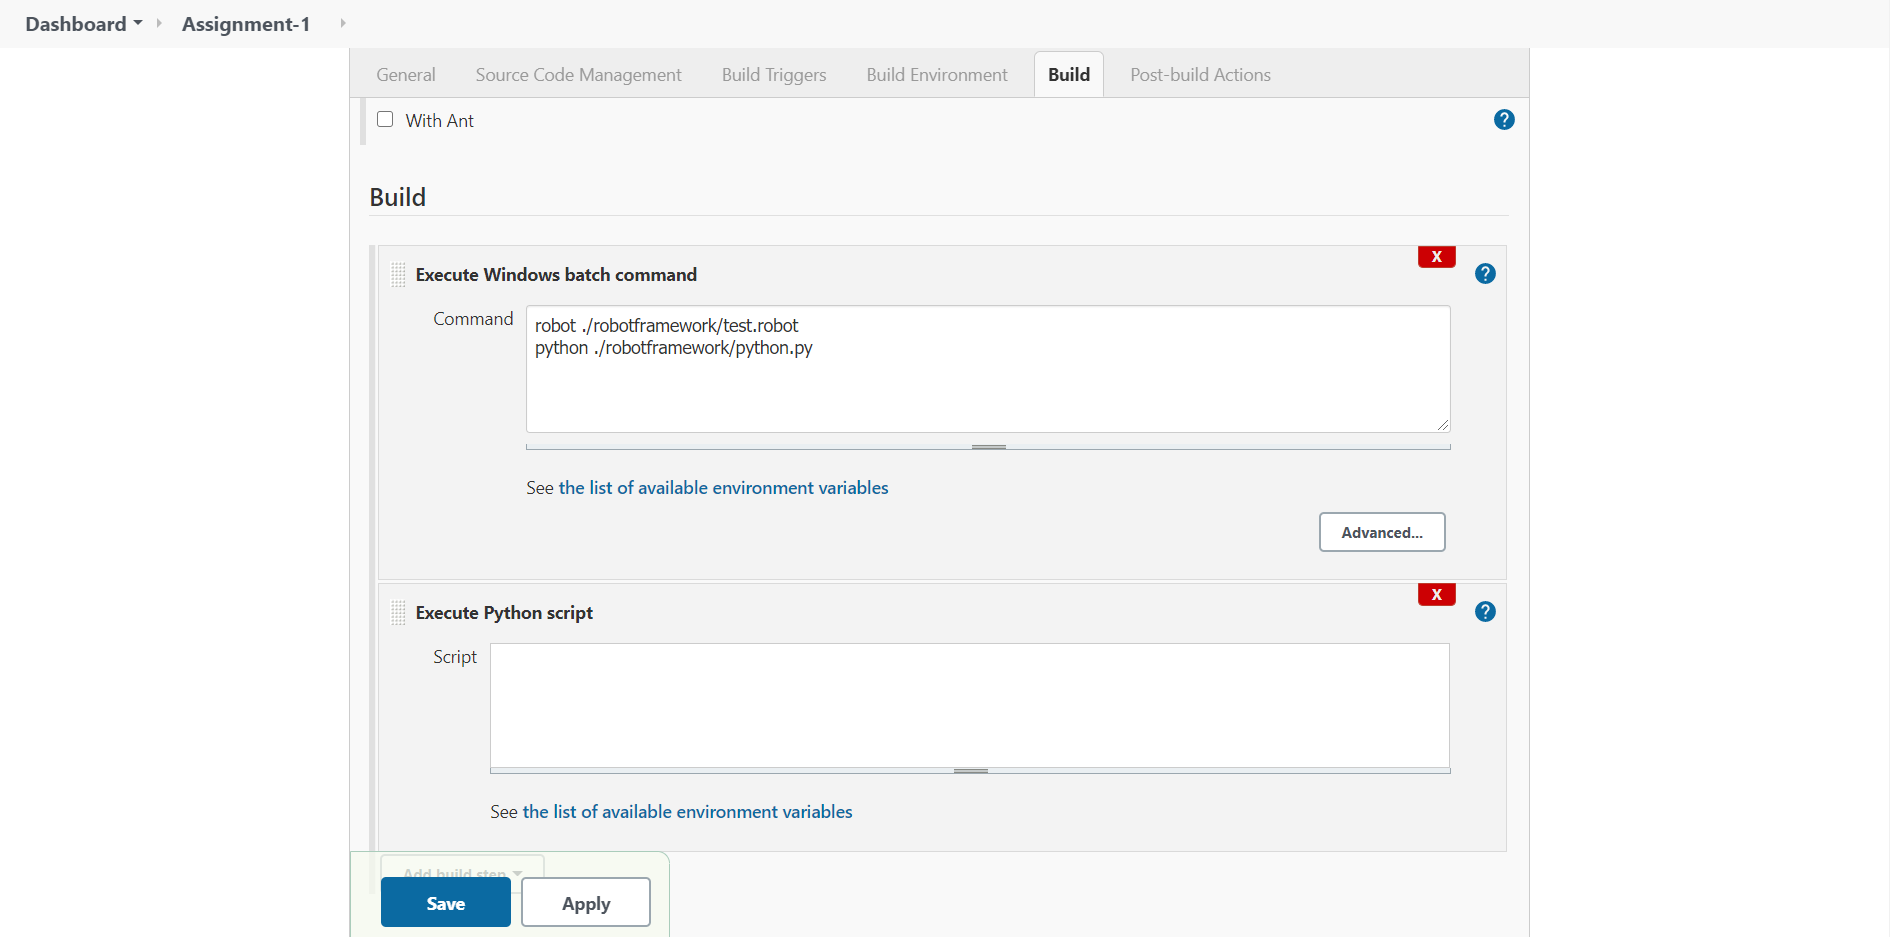 Dashboard Assignment-1
General Source Code Management Build Triggers Build Environment Build Post-build Actions
With Ant ?
Build
X
Execute Windows batch command ?
Command
robot ./robotframework/test.robot
python ./robotframework/python.py
See the list of available environment variables
Advanced...
X
Execute Python script ?
Script
See the list of available environment variables
Add build step
Save Apply